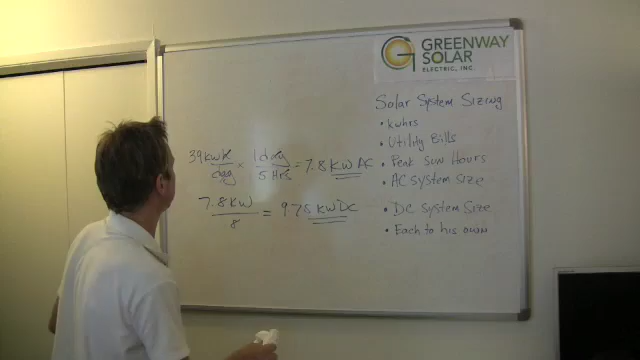 GREENWAY
SOLAR
ELECTRIC, INC.
Solar System Sizing
• KWHRS
• Utility Bills
• Peak Sun Hours
• AC System Size
• DC System Size
• Each to his own
39 KWh/day × 1 day/5 Hrs = 7.8 KW AC
7.8 KW/.8 = 9.75 KW DC